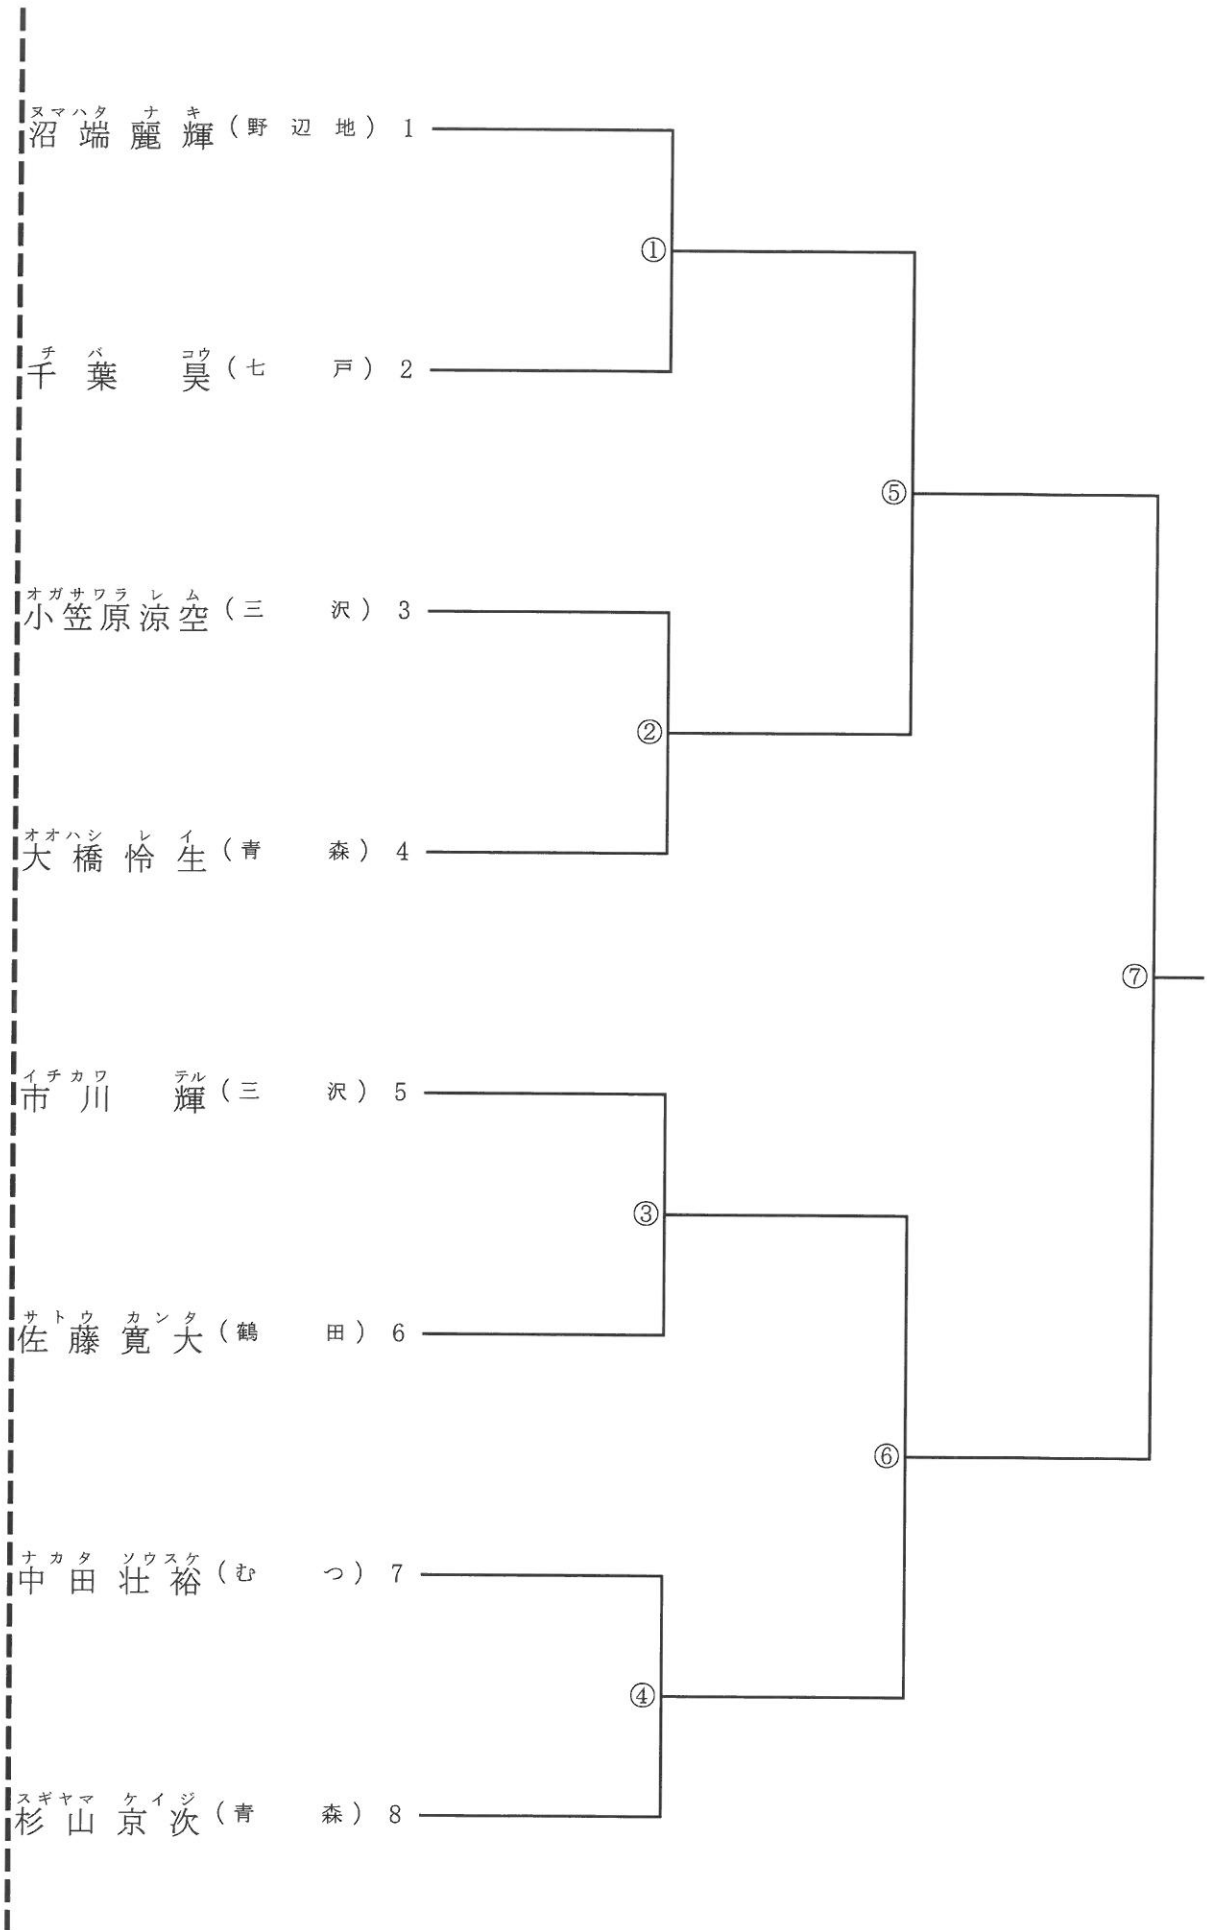 ヌマハタ ナ キ
沼端麗輝(野辺地) 1
①
チ バ コウ
千葉 昊(七戸) 2
⑤
オガサワラ レ ム
小笠原涼空(三沢) 3
②
オオハシ レ イ
大橋怜生(青森) 4
⑦
イチカワ テル
市川 輝(三沢) 5
③
サトウ カンタ
佐藤寛大(鶴田) 6
⑥
ナカタ ソウスケ
中田壮裕(むつ) 7
④
スギヤマ ケイジ
杉山京次(青森) 8